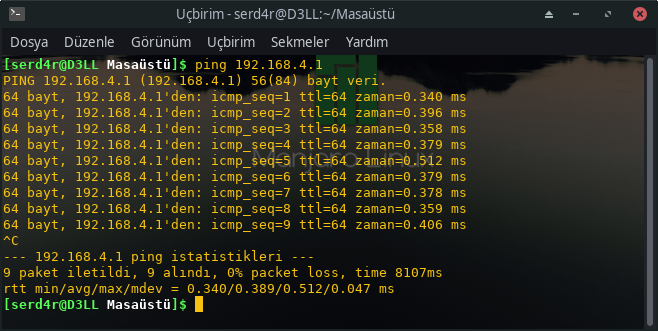 Uçbirim - serd4r@D3LL:~/Masaüstü
Dosya Düzenle Görünüm Uçbirim Sekmeler Yardım
[serd4r@D3LL Masaüstü]$ ping 192.168.4.1
PING 192.168.4.1 (192.168.4.1) 56(84) bayt veri.
64 bayt, 192.168.4.1'den: icmp_seq=1 ttl=64 zaman=0.340 ms
64 bayt, 192.168.4.1'den: icmp_seq=2 ttl=64 zaman=0.396 ms
64 bayt, 192.168.4.1'den: icmp_seq=3 ttl=64 zaman=0.358 ms
64 bayt, 192.168.4.1'den: icmp_seq=4 ttl=64 zaman=0.379 ms
64 bayt, 192.168.4.1'den: icmp_seq=5 ttl=64 zaman=0.512 ms
64 bayt, 192.168.4.1'den: icmp_seq=6 ttl=64 zaman=0.379 ms
64 bayt, 192.168.4.1'den: icmp_seq=7 ttl=64 zaman=0.378 ms
64 bayt, 192.168.4.1'den: icmp_seq=8 ttl=64 zaman=0.359 ms
64 bayt, 192.168.4.1'den: icmp_seq=9 ttl=64 zaman=0.406 ms
^C
--- 192.168.4.1 ping istatistikleri ---
9 paket iletildi, 9 alındı, 0% packet loss, time 8107ms
rtt min/avg/max/mdev = 0.340/0.389/0.512/0.047 ms
[serd4r@D3LL Masaüstü]$
Manjaro Linux